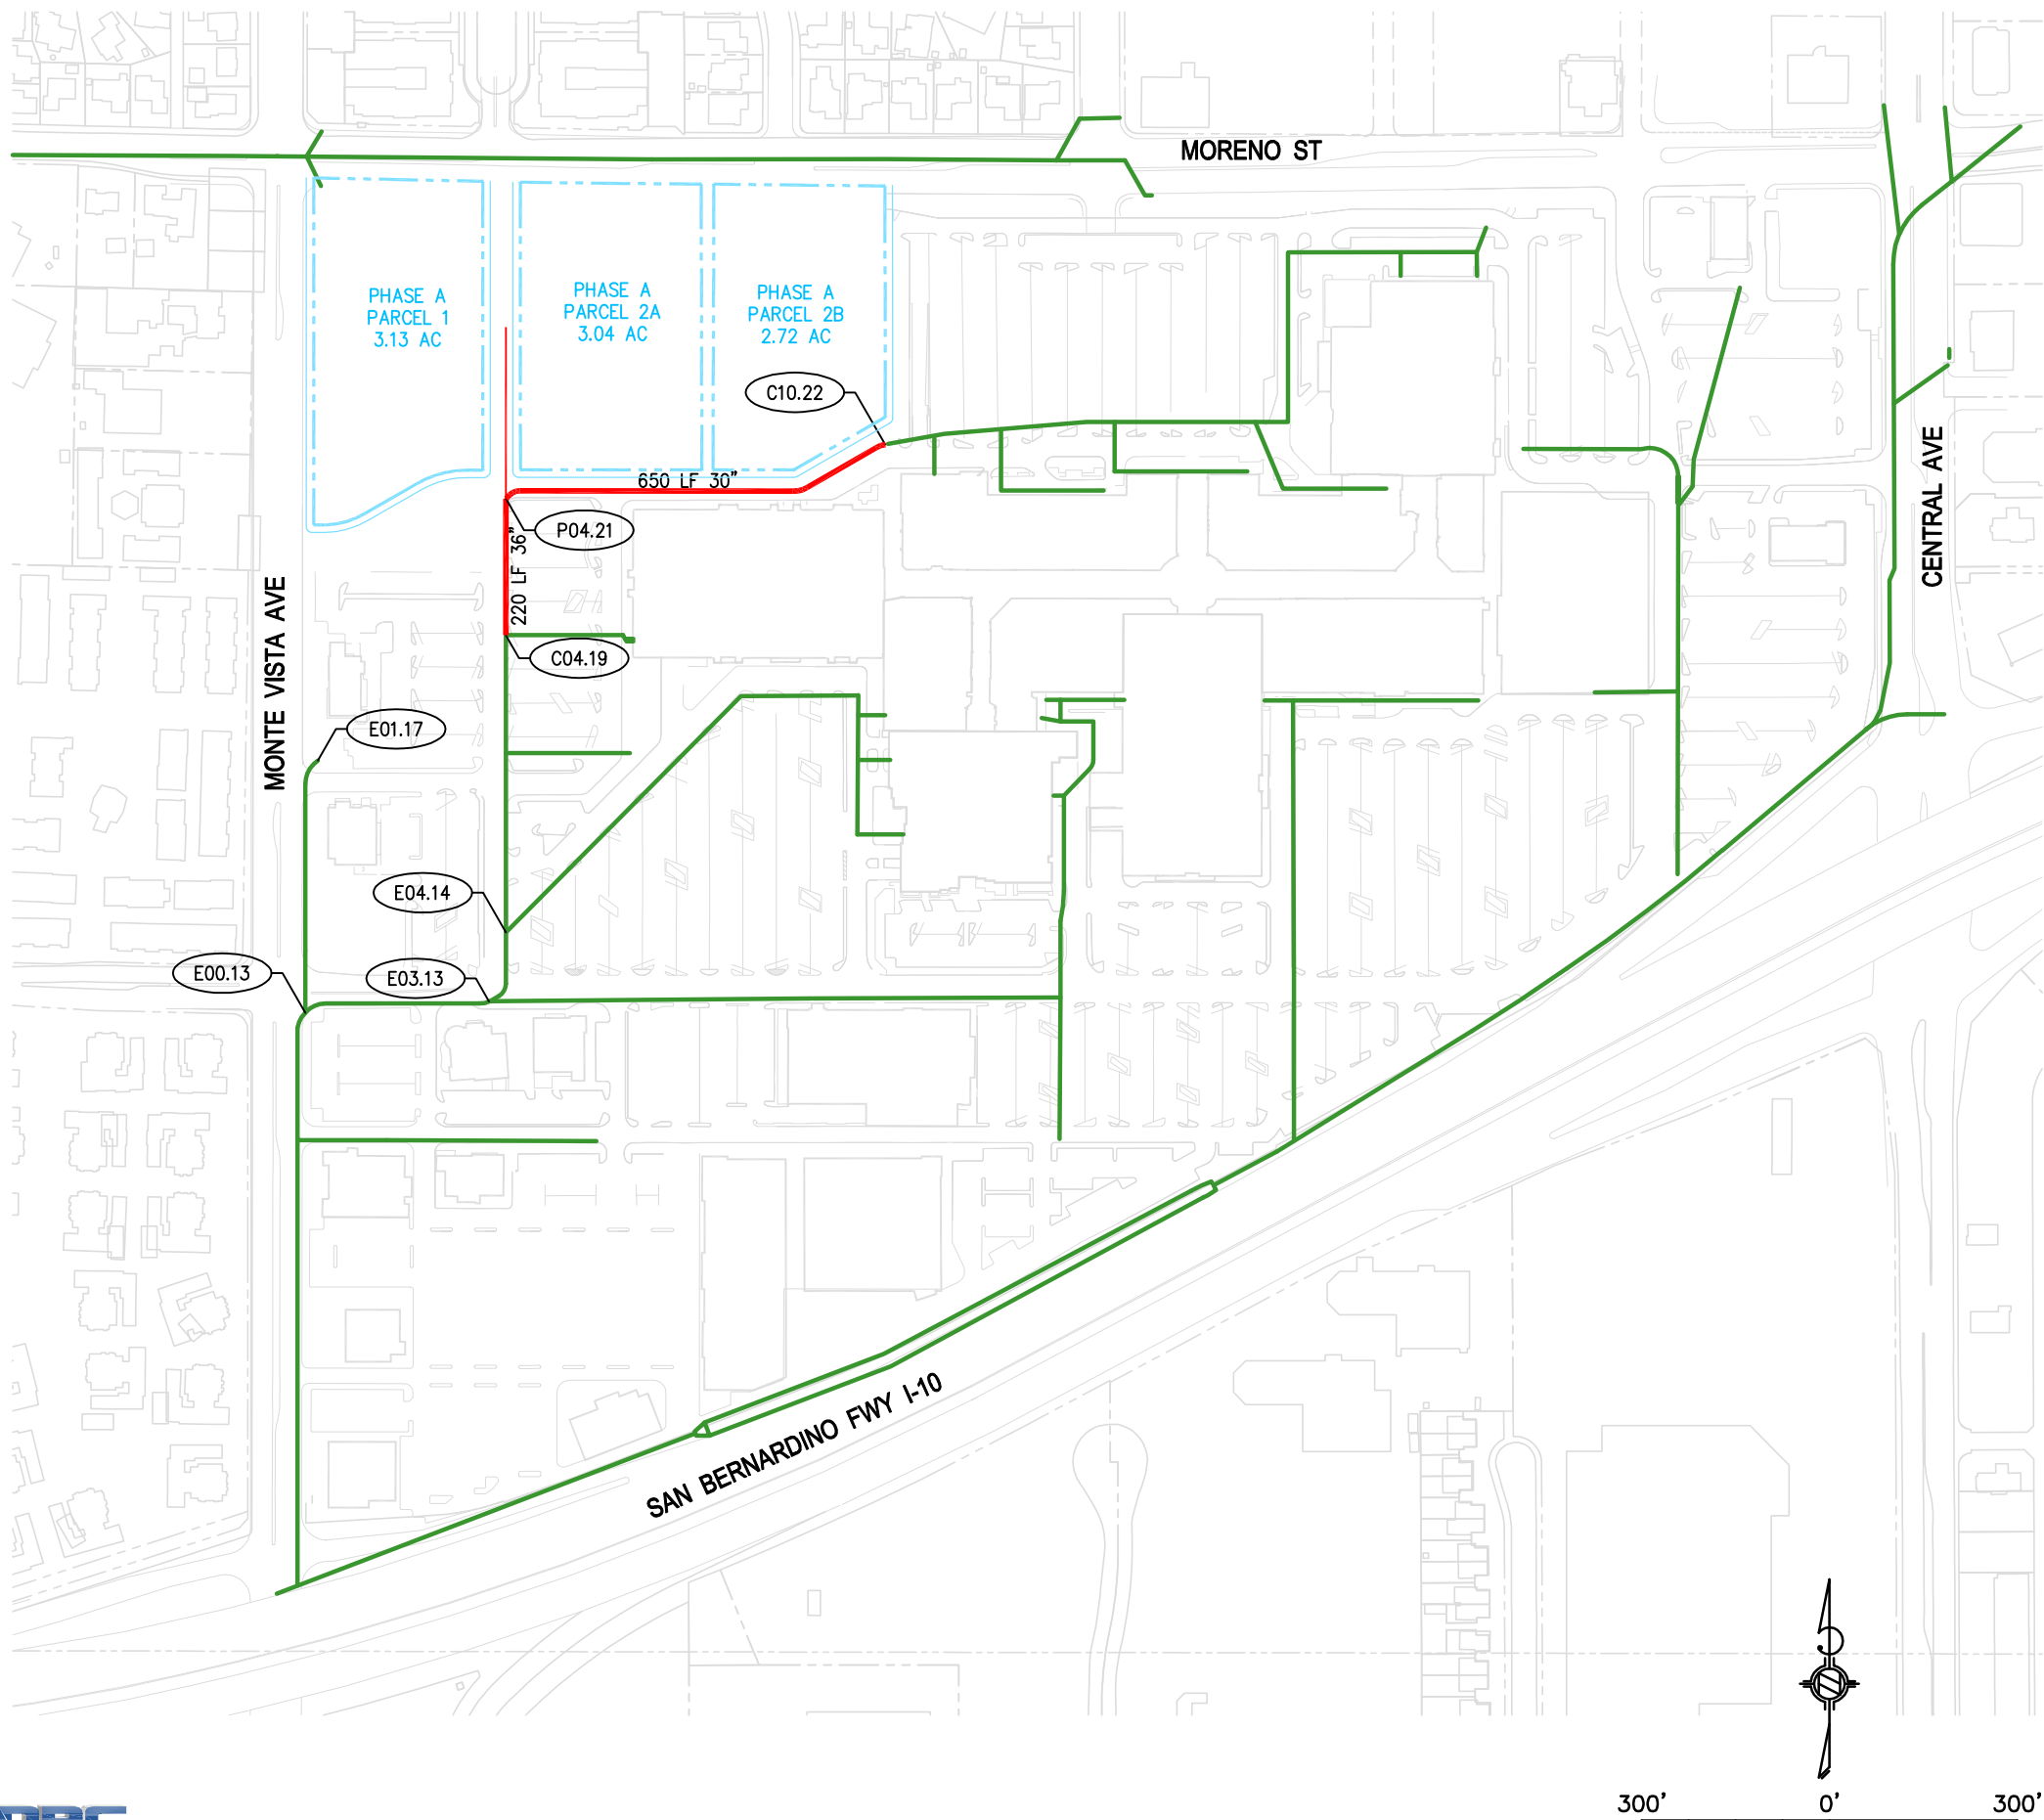 MORENO ST
PHASE A
PARCEL 1
3.13 AC
PHASE A
PARCEL 2A
3.04 AC
PHASE A
PARCEL 2B
2.72 AC
C10.22
650 LF 30"
P04.21
220 LF 36"
C04.19
CENTRAL AVE
MONTE VISTA AVE
E01.17
E04.14
E00.13
E03.13
SAN BERNARDINO FWY I-10
300' 0' 300'